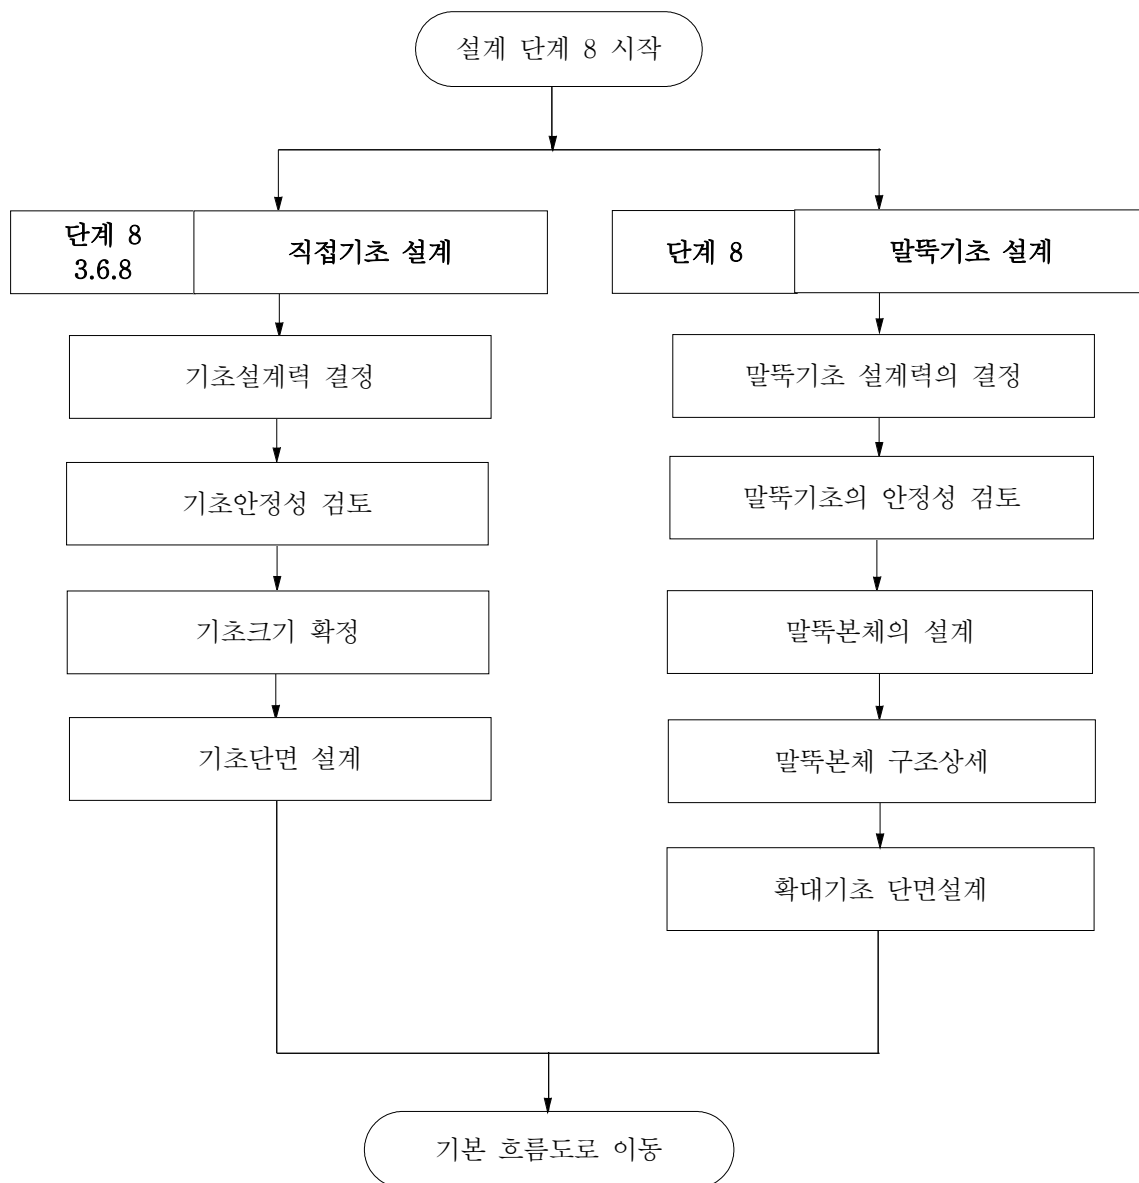 설계 단계 8 시작
단계 8
3.6.8
직접기초 설계
기초설계력 결정
기초안정성 검토
기초크기 확정
기초단면 설계
단계 8
말뚝기초 설계
말뚝기초 설계력의 결정
말뚝기초의 안정성 검토
말뚝본체의 설계
말뚝본체 구조상세
확대기초 단면설계
기본 흐름도로 이동